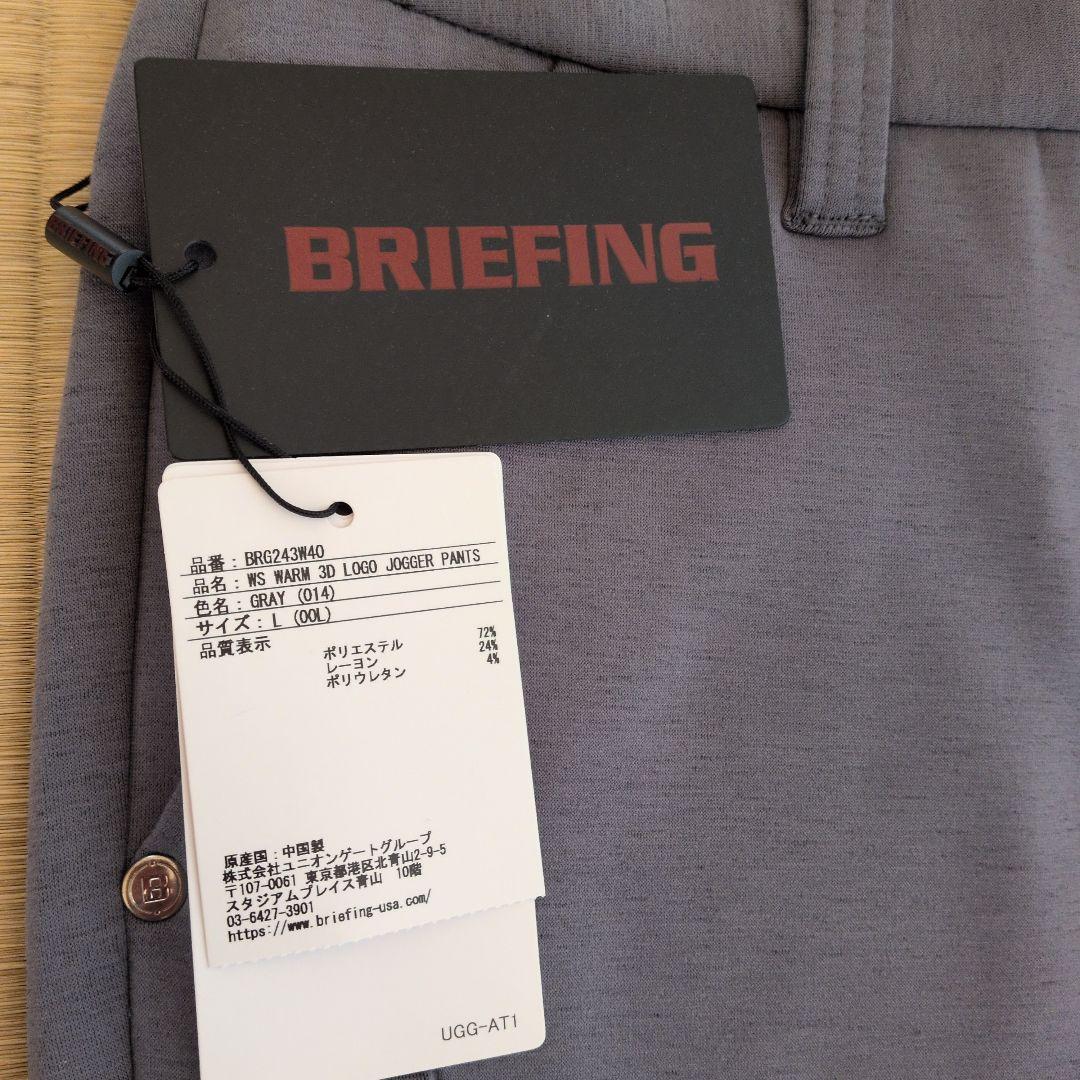 BRIEFING
BRIEFING
品番：BRG243W40
品名：WS WARM 3D LOGO JOGGER PANTS
色名：GRAY (014)
サイズ：L (OOL)
品質表示 ポリエステル 72%
レーヨン 24%
ポリウレタン 4%
原産国：中国製
株式会社ユニオンゲートグループ
〒107-0061 東京都港区北青山2-9-5
スタジアムプレイス青山 10階
03-6427-3901
https://www.briefing-usa.com/
B
UGG-AT1